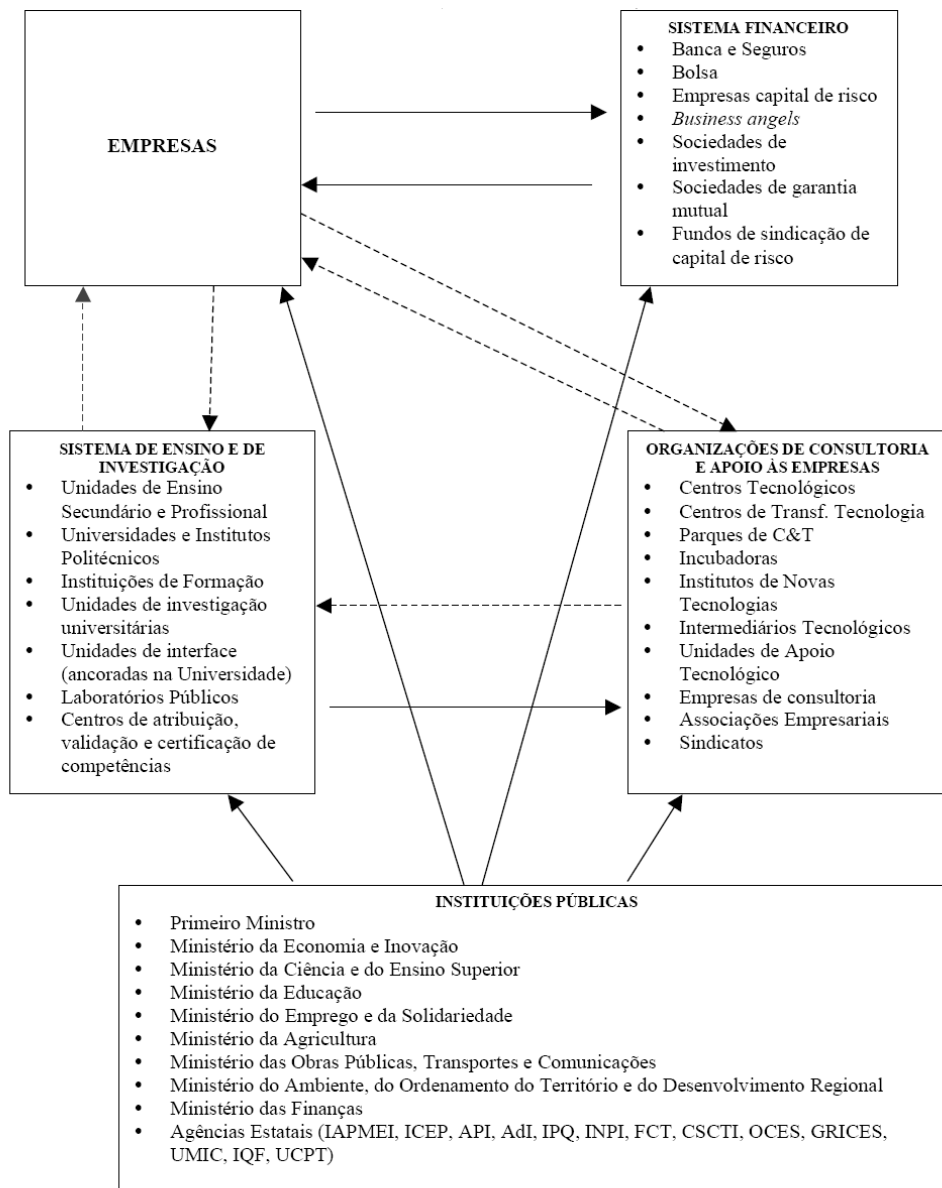 EMPRESAS
SISTEMA FINANCEIRO
• Banca e Seguros
• Bolsa
• Empresas capital de risco
• Business angels
• Sociedades de
investimento
• Sociedades de garantia
mutual
• Fundos de sindicação de
capital de risco
SISTEMA DE ENSINO E DE
INVESTIGAÇÃO
• Unidades de Ensino
Secundário e Profissional
• Universidades e Institutos
Politécnicos
• Instituições de Formação
• Unidades de investigação
universitárias
• Unidades de interface
(ancoradas na Universidade)
• Laboratórios Públicos
• Centros de atribuição,
validação e certificação de
competências
ORGANIZAÇÕES DE CONSULTORIA
E APOIO ÀS EMPRESAS
• Centros Tecnológicos
• Centros de Transf. Tecnologia
• Parques de C&T
• Incubadoras
• Institutos de Novas
Tecnologias
• Intermediários Tecnológicos
• Unidades de Apoio
Tecnológico
• Empresas de consultoria
• Associações Empresariais
• Sindicatos
INSTITUIÇÕES PÚBLICAS
• Primeiro Ministro
• Ministério da Economia e Inovação
• Ministério da Ciência e do Ensino Superior
• Ministério da Educação
• Ministério do Emprego e da Solidariedade
• Ministério da Agricultura
• Ministério das Obras Públicas, Transportes e Comunicações
• Ministério do Ambiente, do Ordenamento do Território e do Desenvolvimento Regional
• Ministério das Finanças
• Agências Estatais (IAPMEI, ICEP, API, AdI, IPQ, INPI, FCT, CSCTI, OCES, GRICES,
UMIC, IQF, UCPT)